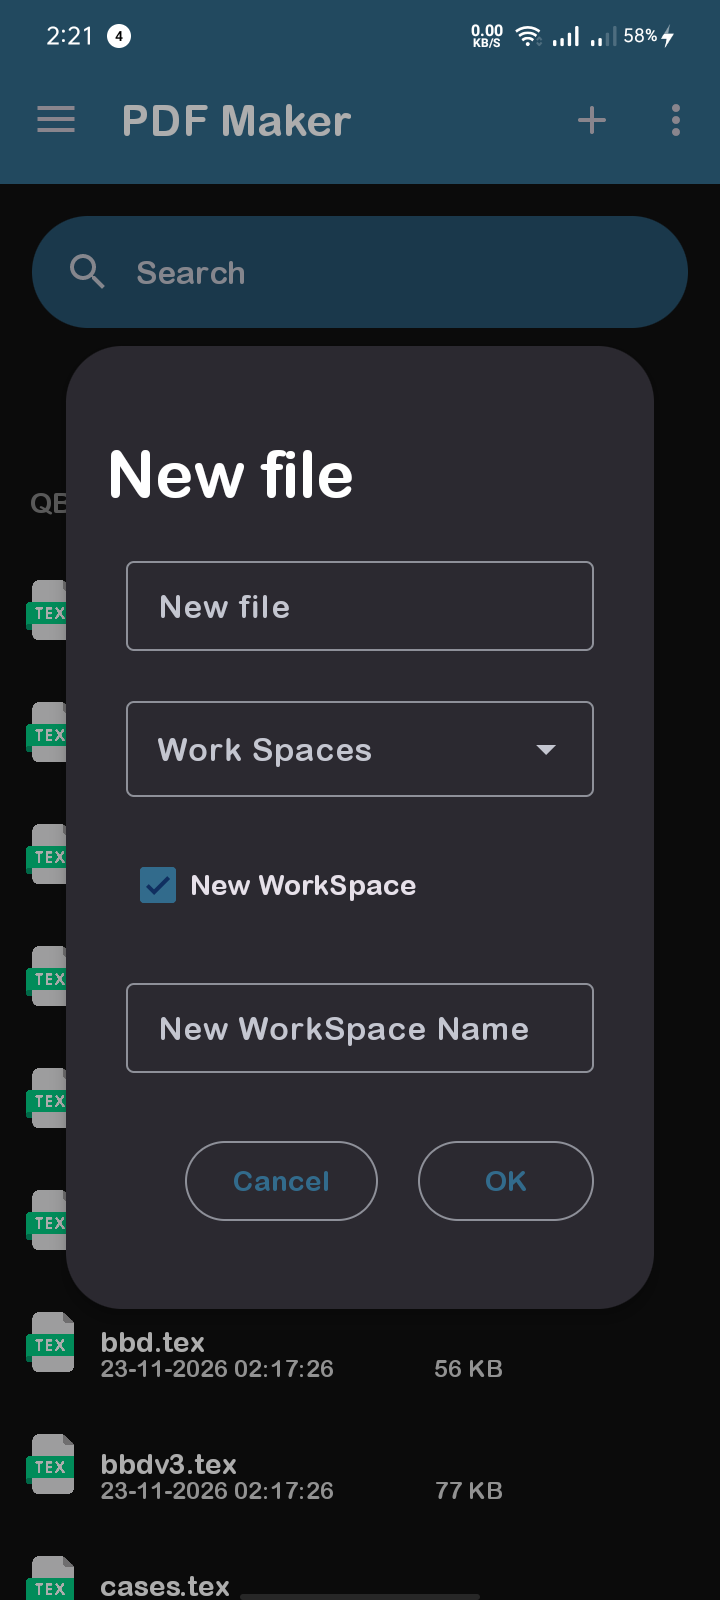 2:21 4 0.00 KB/S 58%
PDF Maker
Search
New file
QE
New file
TEX
Work Spaces
TEX
TEX
New WorkSpace
TEX
New WorkSpace Name
TEX
Cancel OK
TEX
TEX bbd.tex
23-11-2026 02:17:26 56 KB
TEX bbdv3.tex
23-11-2026 02:17:26 77 KB
TEX cases.tex